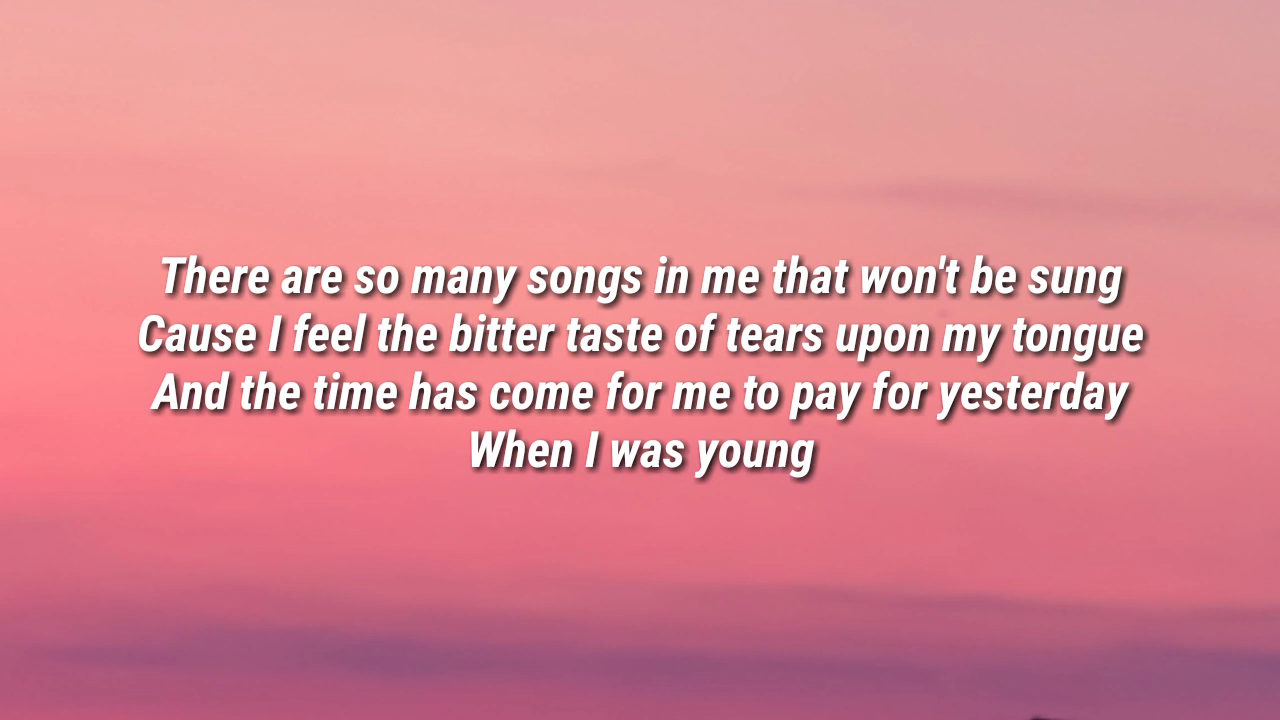 There are so many songs in me that won't be sung
Cause I feel the bitter taste of tears upon my tongue
And the time has come for me to pay for yesterday
When I was young